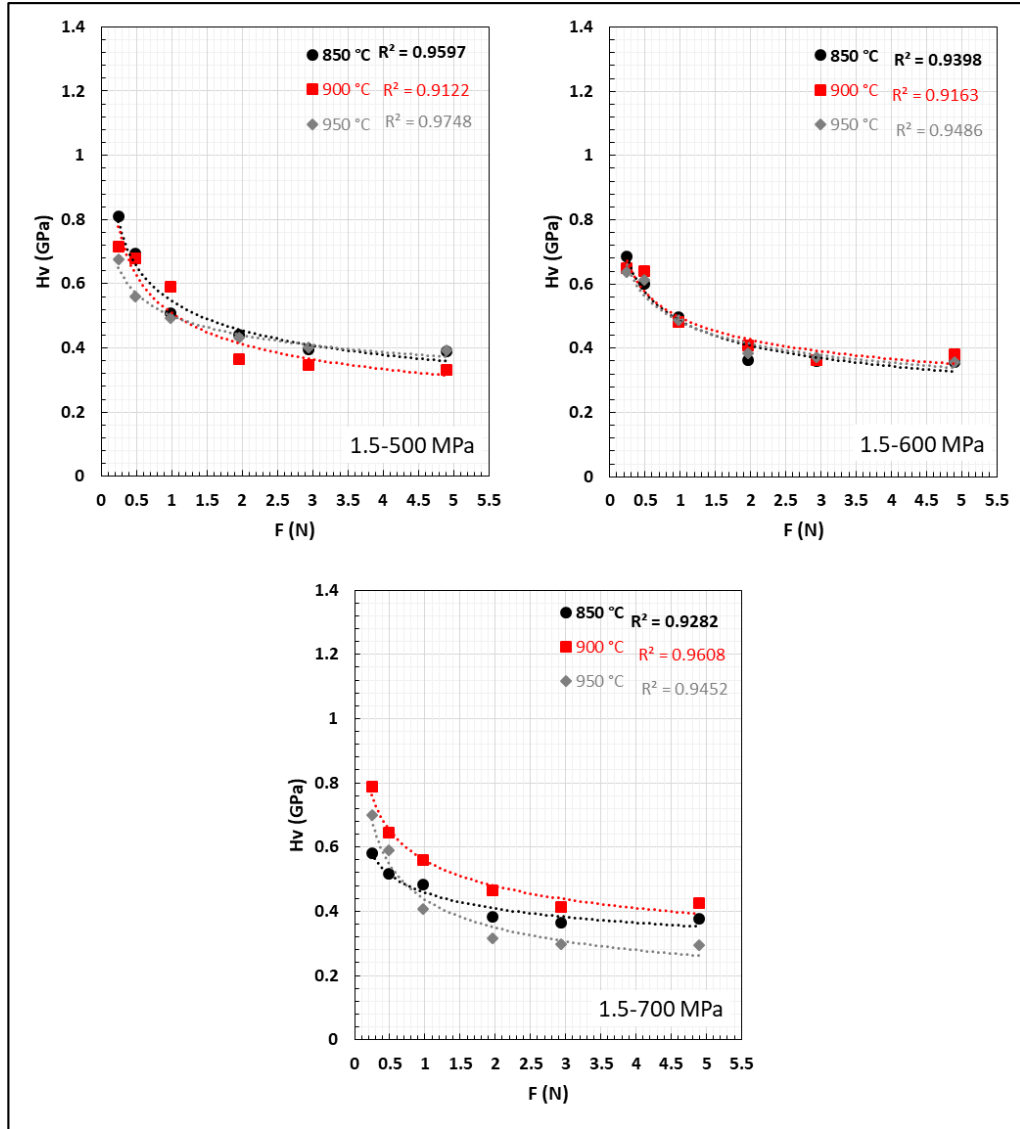 1.4
1.2
1
0.8
0.6
0.4
0.2
0
Hv (GPa)
850 °C R² = 0.9597
900 °C R² = 0.9122
950 °C R² = 0.9748
1.5-500 MPa
0 0.5 1 1.5 2 2.5 3 3.5 4 4.5 5 5.5
F (N)
1.4
1.2
1
0.8
0.6
0.4
0.2
0
Hv (GPa)
850 °C R² = 0.9398
900 °C R² = 0.9163
950 °C R² = 0.9486
1.5-600 MPa
0 0.5 1 1.5 2 2.5 3 3.5 4 4.5 5 5.5
F (N)
1.4
1.2
1
0.8
0.6
0.4
0.2
0
Hv (GPa)
850 °C R² = 0.9282
900 °C R² = 0.9608
950 °C R² = 0.9452
1.5-700 MPa
0 0.5 1 1.5 2 2.5 3 3.5 4 4.5 5 5.5
F (N)